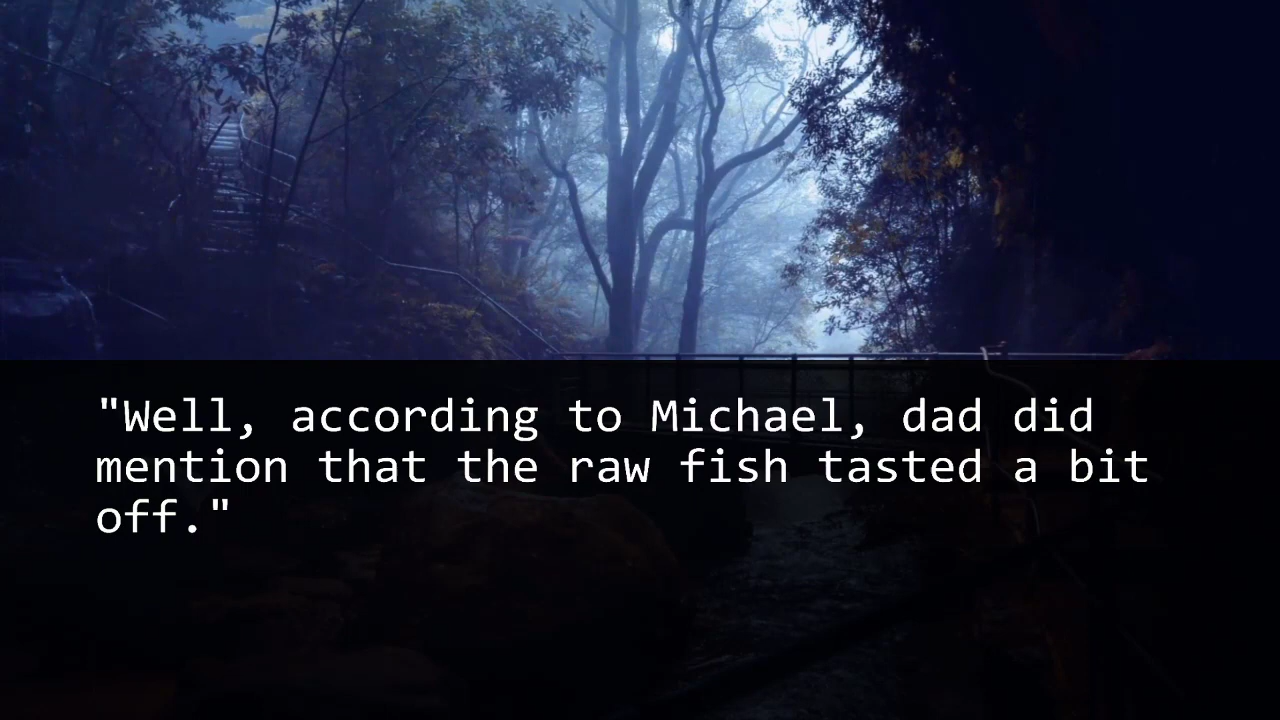 "Well, according to Michael, dad did
mention that the raw fish tasted a bit
off."